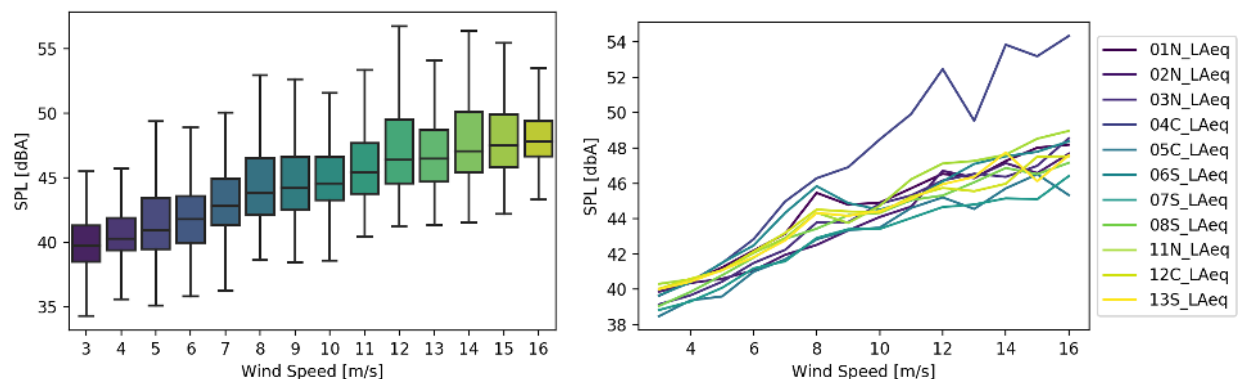 55
50
45
40
35
SPL [dBA]
3 4 5 6 7 8 9 10 11 12 13 14 15 16
Wind Speed [m/s]
54
52
50
48
46
44
42
40
38
SPL [dbA]
4 6 8 10 12 14 16
Wind Speed [m/s]
01N_LAeq
02N_LAeq
03N_LAeq
04C_LAeq
05C_LAeq
06S_LAeq
07S_LAeq
08S_LAeq
11N_LAeq
12C_LAeq
13S_LAeq